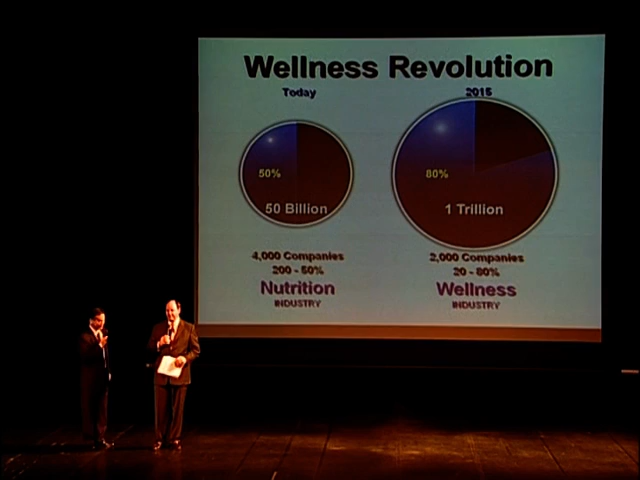 Wellness Revolution
Today
50%
50 Billion
4,000 Companies
200 - 50%
Nutrition
INDUSTRY
2015
80%
1 Trillion
2,000 Companies
20 - 80%
Wellness
INDUSTRY